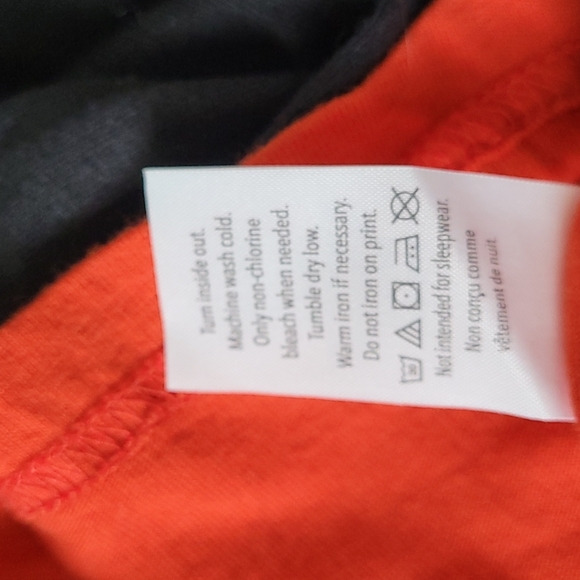 Turn inside out.
Machine wash cold.
Only non-chlorine
bleach when needed.
Tumble dry low.
Warm iron if necessary.
Do not iron on print.
30
Not intended for sleepwear.
Non conçu comme
vêtement de nuit.